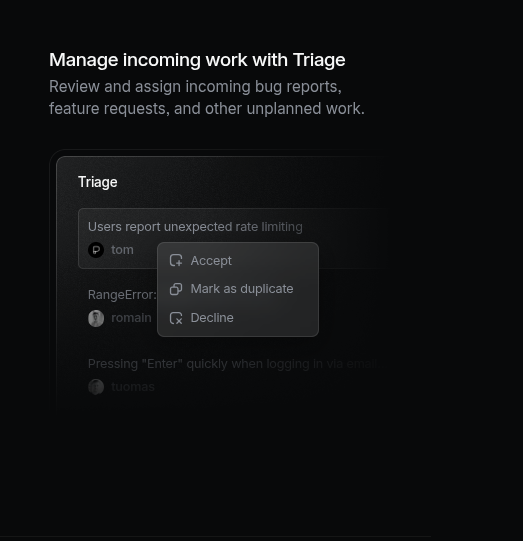 Manage incoming work with Triage
Review and assign incoming bug reports,
feature requests, and other unplanned work.
Triage
Users report unexpected rate limiting
tom
Accept
Mark as duplicate
RangeError:
romain
Decline
Pressing "Enter" quickly when logging in via email
tuomas